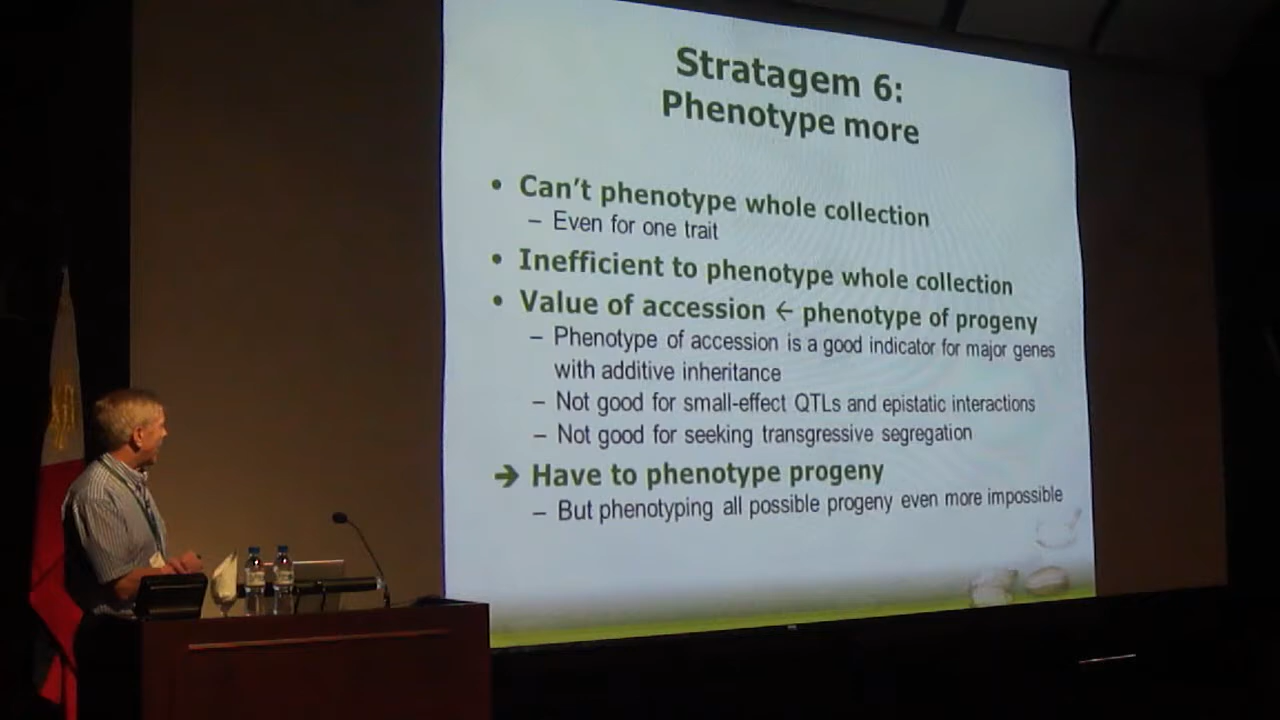 Stratagem 6:
Phenotype more
• Can't phenotype whole collection
– Even for one trait
• Inefficient to phenotype whole collection
• Value of accession ← phenotype of progeny
– Phenotype of accession is a good indicator for major genes
with additive inheritance
– Not good for small-effect QTLs and epistatic interactions
– Not good for seeking transgressive segregation
➔ Have to phenotype progeny
– But phenotyping all possible progeny even more impossible